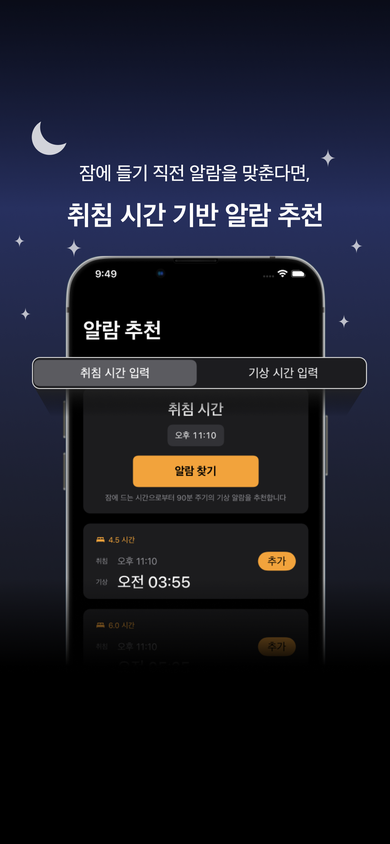 잠에 들기 직전 알람을 맞춘다면,
취침 시간 기반 알람 추천
9:49
알람 추천
취침 시간 입력 기상 시간 입력
취침 시간
오후 11:10
알람 찾기
잠에 드는 시간으로부터 90분 주기의 기상 알람을 추천합니다
4.5 시간
취침 오후 11:10 추가
기상 오전 03:55
6.0 시간
취침 오후 11:10 추가